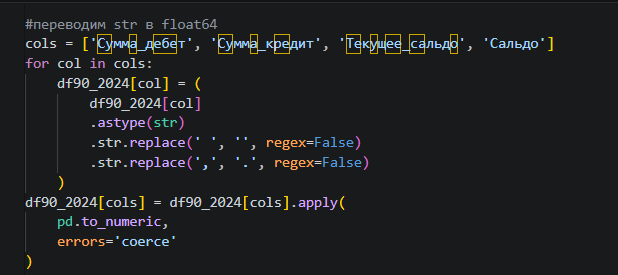 #переводим str в float64
cols = ['Сумма_дебет', 'Сумма_кредит', 'Текущее_сальдо', 'Сальдо']
for col in cols:
    df90_2024[col] = (
        df90_2024[col]
        .astype(str)
        .str.replace(' ', '', regex=False)
        .str.replace(',', '.', regex=False)
    )
df90_2024[cols] = df90_2024[cols].apply(
    pd.to_numeric,
    errors='coerce'
)